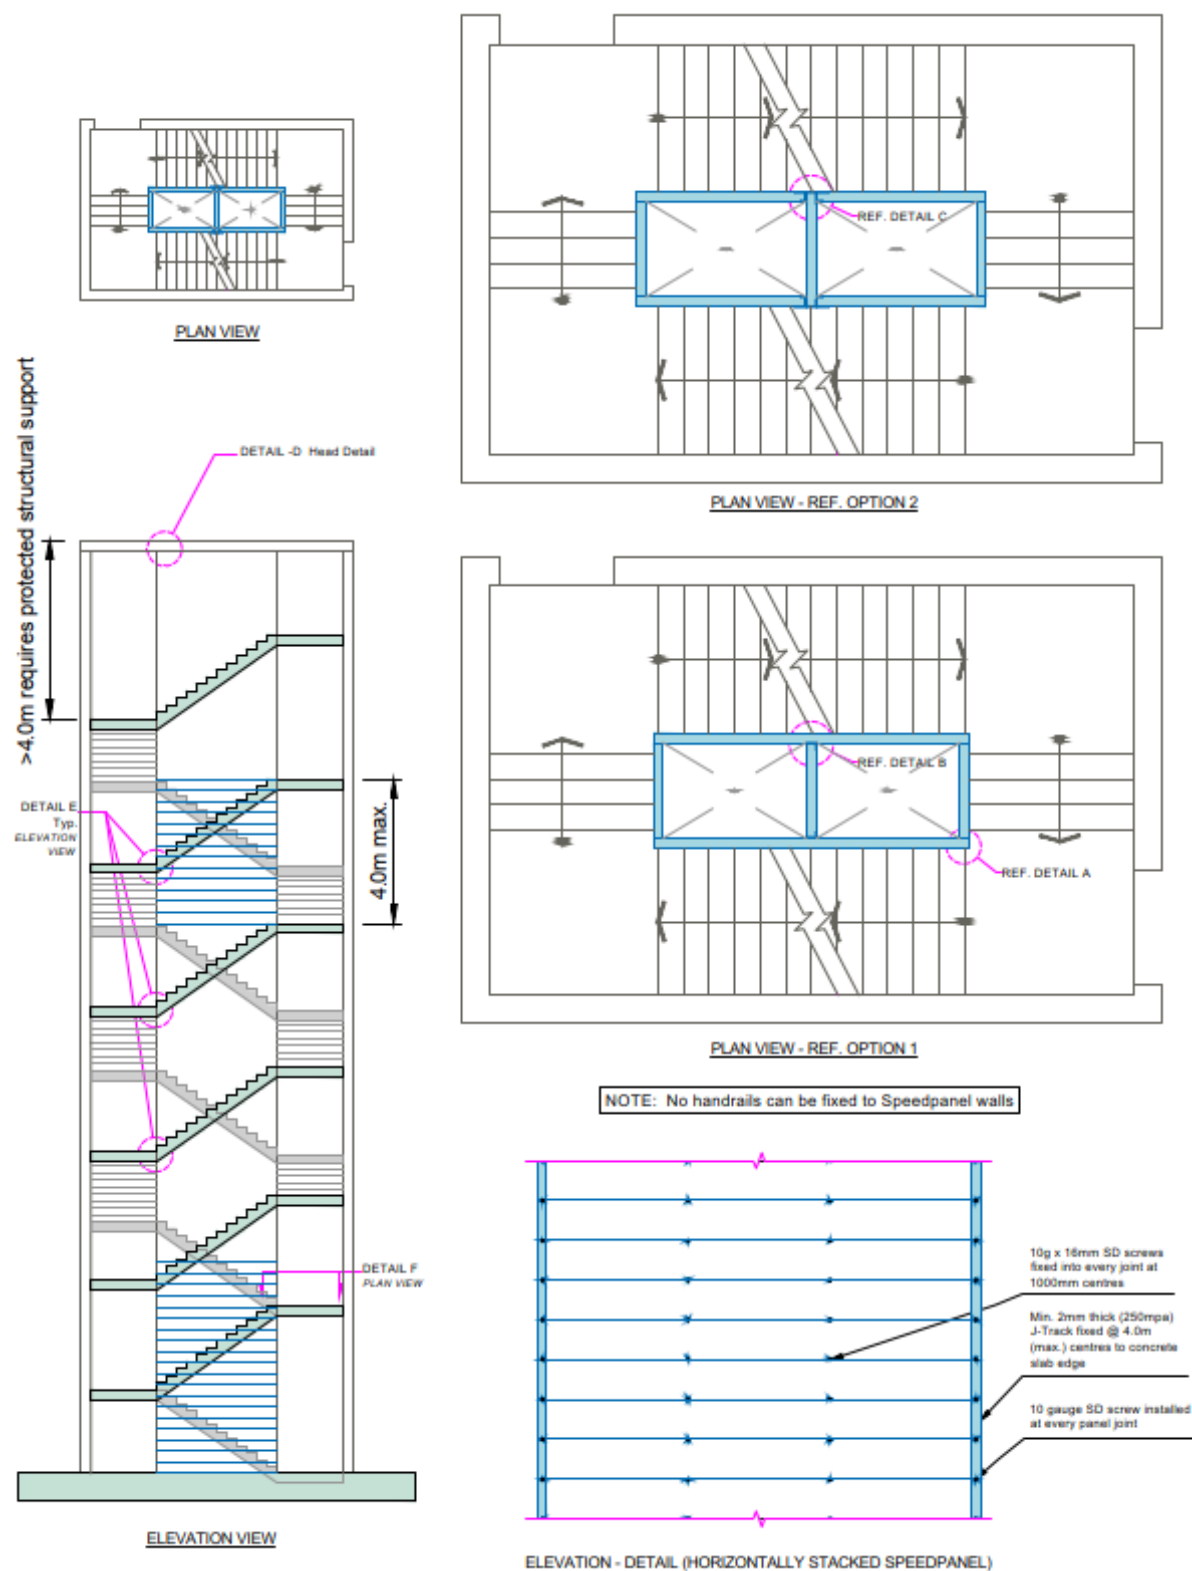 PLAN VIEW
REF. DETAIL C
PLAN VIEW - REF. OPTION 2
>4.0m requires protected structural support
DETAIL -D Head Detail
DETAIL E
Typ.
ELEVATION
VIEW
4.0m max.
DETAIL F
PLAN VIEW
ELEVATION VIEW
REF. DETAIL B
REF. DETAIL A
PLAN VIEW - REF. OPTION 1
NOTE: No handrails can be fixed to Speedpanel walls
10g x 16mm SD screws
fixed into every joint at
1000mm centres
Min. 2mm thick (250mpa)
J-Track fixed @ 4.0m
(max.) centres to concrete
slab edge
10 gauge SD screw installed
at every panel joint
ELEVATION - DETAIL (HORIZONTALLY STACKED SPEEDPANEL)